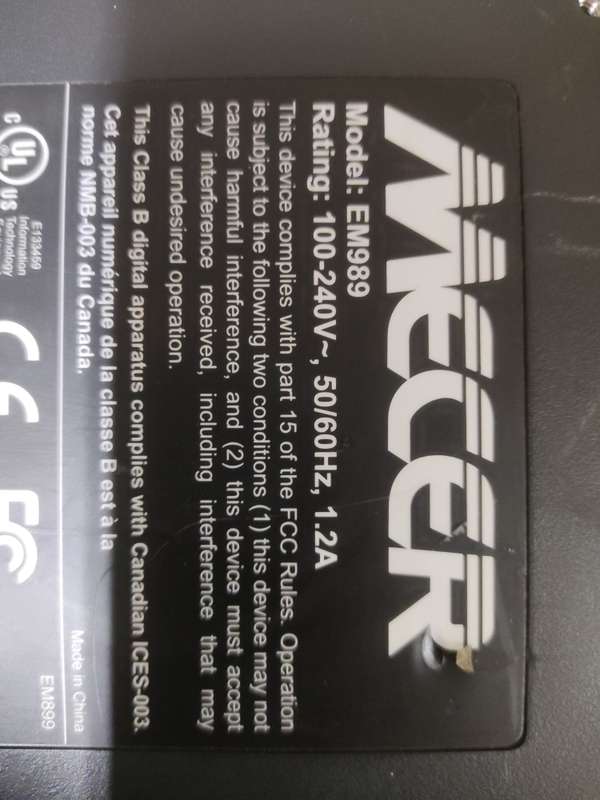 MECER
Model: EM989
Rating: 100-240V~, 50/60Hz, 1.2A
This device complies with part 15 of the FCC Rules. Operation
is subject to the following two conditions (1) this device may not
cause harmful interference, and (2) this device must accept
any interference received, including interference that may
cause undesired operation.
This Class B digital apparatus complies with Canadian ICES-003.
Cet appareil numérique de la classe B est à la
norme NMB-003 du Canada.
Made in China
EM899
C UL US
E133459
Information
Technology
CE FC